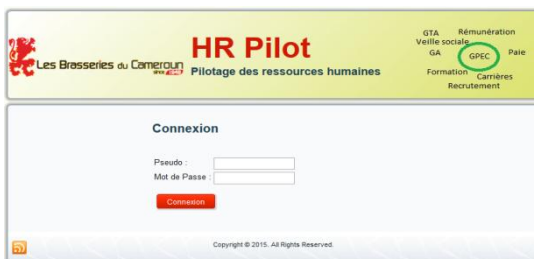 Les Brasseries du Cameroun
HR Pilot
Pilotage des ressources humaines
GTA Rémunération
Veille sociale
GA GPEC Paie
Formation Carrières
Recrutement
Connexion
Pseudo :
Mot de Passe :
Connexion
Copyright © 2015. All Rights Reserved.